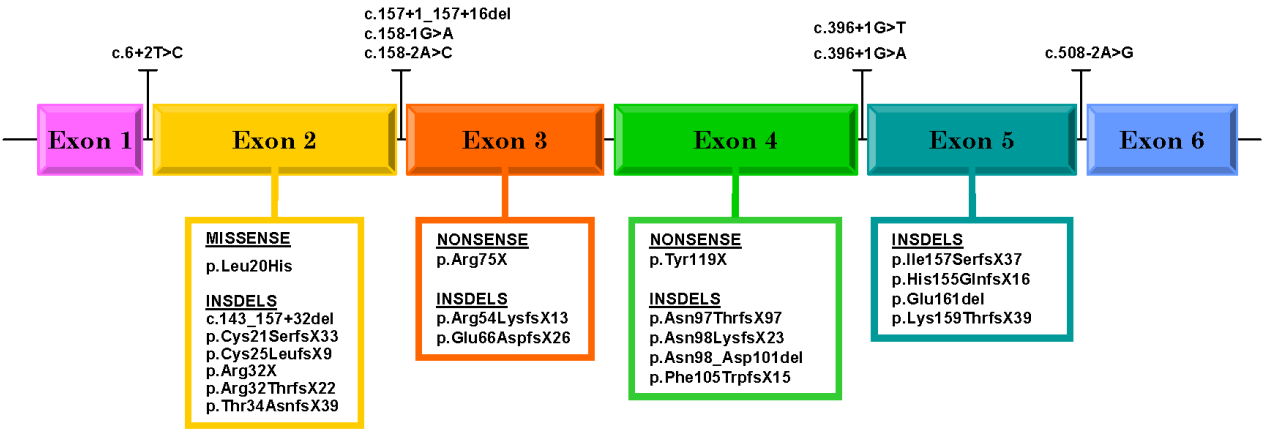 c.6+2T>C
c.157+1_157+16del
c.158-1G>A
c.158-2A>C
c.396+1G>T
c.396+1G>A
c.508-2A>G
Exon 1
Exon 2
Exon 3
Exon 4
Exon 5
Exon 6
MISSENSE
p.Leu20His
INSDELS
c.143_157+32del
p.Cys21SerfsX33
p.Cys25LeufsX9
p.Arg32X
p.Arg32ThrfsX22
p.Thr34AsnfsX39
NONSENSE
p.Arg75X
INSDELS
p.Arg54LysfsX13
p.Glu66AspfsX26
NONSENSE
p.Tyr119X
INSDELS
p.Asn97ThrfsX97
p.Asn98LysfsX23
p.Asn98_Asp101del
p.Phe105TrpfsX15
INSDELS
p.Ile157SerfsX37
p.His155GlnfsX16
p.Glu161del
p.Lys159ThrfsX39